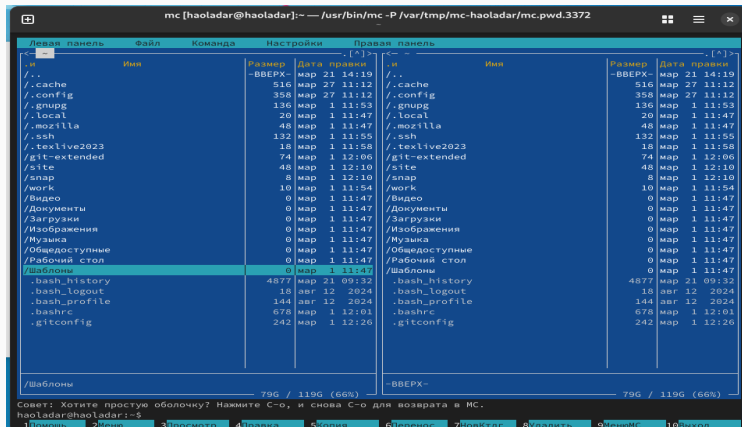 mc [haoladar@haoladar]:~ — /usr/bin/mc -P /var/tmp/mc-haoladar/mc.pwd.3372
Левая панель Файл Команда Настройки Правая панель
<- ~ .[^]> <- ~ .[^]>
.и Имя Размер Дата правки .и Имя Размер Дата правки
/.. -ВВЕРХ- мар 21 14:19 /.. -ВВЕРХ- мар 21 14:19
/.cache 516 мар 27 11:12 /.cache 516 мар 27 11:12
/.config 358 мар 27 11:12 /.config 358 мар 27 11:12
/.gnupg 136 мар 1 11:53 /.gnupg 136 мар 1 11:53
/.local 20 мар 1 11:47 /.local 20 мар 1 11:47
/.mozilla 48 мар 1 11:47 /.mozilla 48 мар 1 11:47
/.ssh 132 мар 1 11:55 /.ssh 132 мар 1 11:55
/.texlive2023 18 мар 1 11:58 /.texlive2023 18 мар 1 11:58
/git-extended 74 мар 1 12:06 /git-extended 74 мар 1 12:06
/site 48 мар 1 12:10 /site 48 мар 1 12:10
/snap 8 мар 1 12:10 /snap 8 мар 1 12:10
/work 10 мар 1 11:54 /work 10 мар 1 11:54
/Видео 0 мар 1 11:47 /Видео 0 мар 1 11:47
/Документы 0 мар 1 11:47 /Документы 0 мар 1 11:47
/Загрузки 0 мар 1 11:47 /Загрузки 0 мар 1 11:47
/Изображения 0 мар 1 11:47 /Изображения 0 мар 1 11:47
/Музыка 0 мар 1 11:47 /Музыка 0 мар 1 11:47
/Общедоступные 0 мар 1 11:47 /Общедоступные 0 мар 1 11:47
/Рабочий стол 0 мар 1 11:47 /Рабочий стол 0 мар 1 11:47
/Шаблоны 0 мар 1 11:47 /Шаблоны 0 мар 1 11:47
.bash_history 4877 мар 21 09:32 .bash_history 4877 мар 21 09:32
.bash_logout 18 авг 12 2024 .bash_logout 18 авг 12 2024
.bash_profile 144 авг 12 2024 .bash_profile 144 авг 12 2024
.bashrc 678 мар 1 12:01 .bashrc 678 мар 1 12:01
.gitconfig 242 мар 1 12:26 .gitconfig 242 мар 1 12:26
/Шаблоны -ВВЕРХ-
79G / 119G (66%) 79G / 119G (66%)
Совет: Хотите простую оболочку? Нажмите C-o, и снова C-o для возврата в MC.
haoladar@haoladar:~$
1Помощь 2Меню 3Просмотр 4Правка 5Копия 6Перенос 7НовКтлг 8Удалить 9МенюМС 10Выход